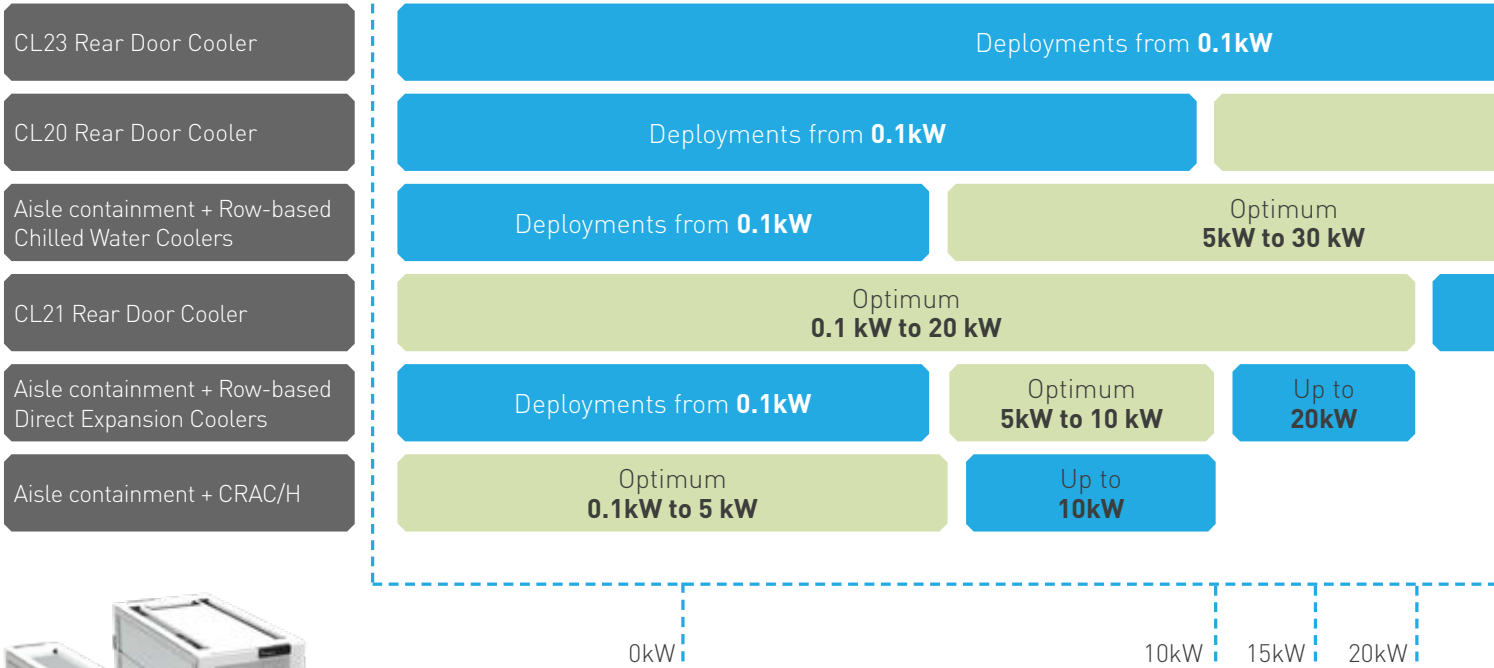 CL23 Rear Door Cooler
Deployments from 0.1kW
CL20 Rear Door Cooler
Deployments from 0.1kW
Aisle containment + Row-based
Chilled Water Coolers
Deployments from 0.1kW
Optimum
5kW to 30 kW
CL21 Rear Door Cooler
Optimum
0.1 kW to 20 kW
Aisle containment + Row-based
Direct Expansion Coolers
Deployments from 0.1kW
Optimum
5kW to 10 kW
Up to
20kW
Aisle containment + CRAC/H
Optimum
0.1kW to 5 kW
Up to
10kW
0kW
10kW
15kW
20kW